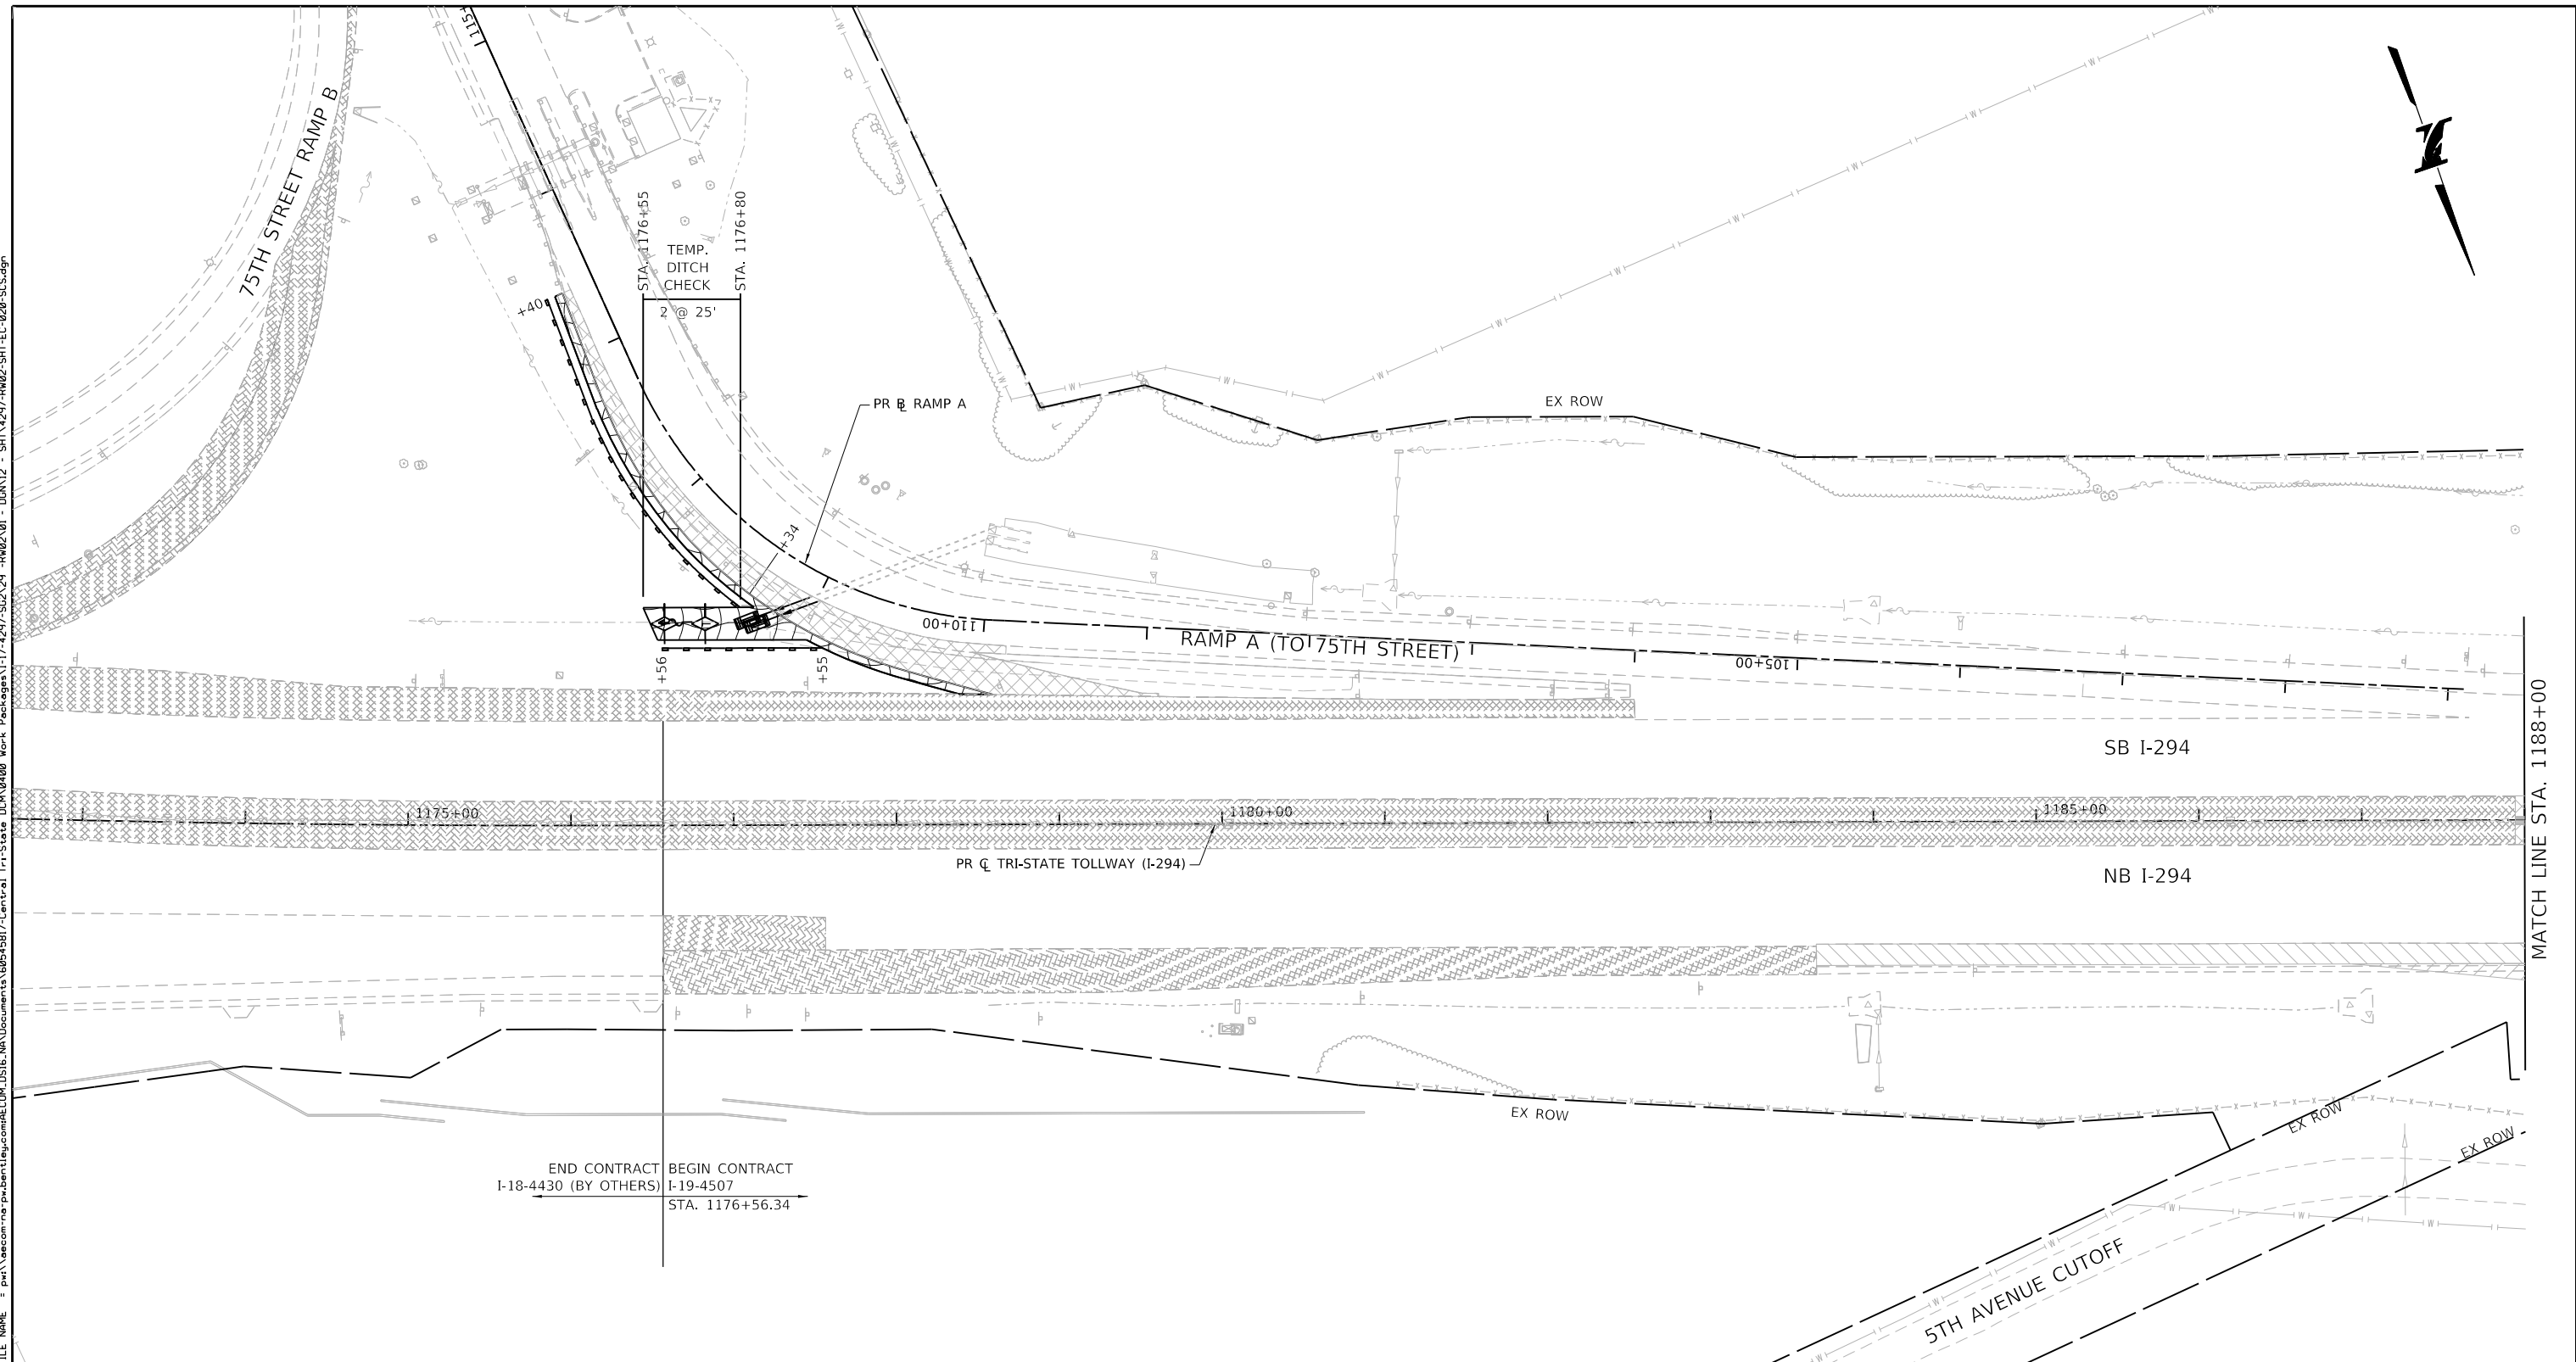 115+
75TH STREET RAMP B
STA. 1176+55
TEMP.
DITCH
CHECK
STA. 1176+80
2 @ 25'
+40
PR ⅊ RAMP A
EX ROW
+34
110+00
RAMP A (TO 75TH STREET)
105+00
+56
+55
SB I-294
MATCH LINE STA. 1188+00
1175+00
1180+00
1185+00
PR ℄ TRI-STATE TOLLWAY (I-294)
NB I-294
EX ROW
EX ROW
EX ROW
END CONTRACT
I-18-4430 (BY OTHERS)
BEGIN CONTRACT
I-19-4507
STA. 1176+56.34
5TH AVENUE CUTOFF